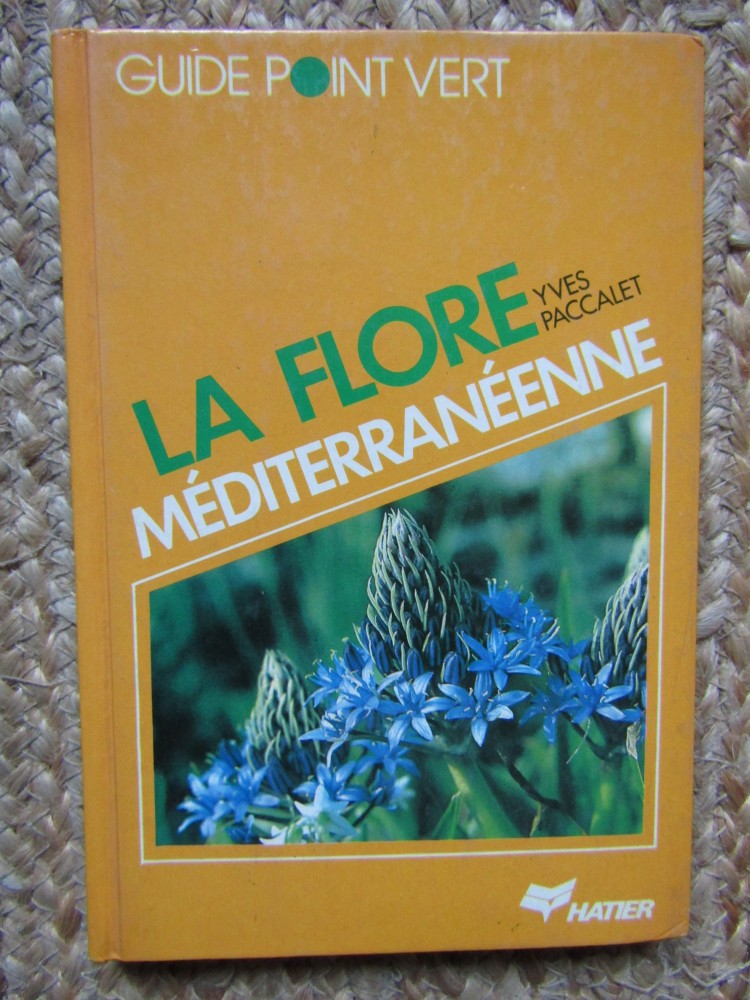 GUIDE POINT VERT
LA FLORE
YVES
PACCALET
MÉDITERRANÉENNE
HATIER